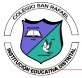 COLEGIO SAN RAFAEL
INSTITUCIÓN EDUCATIVA DISTRITAL